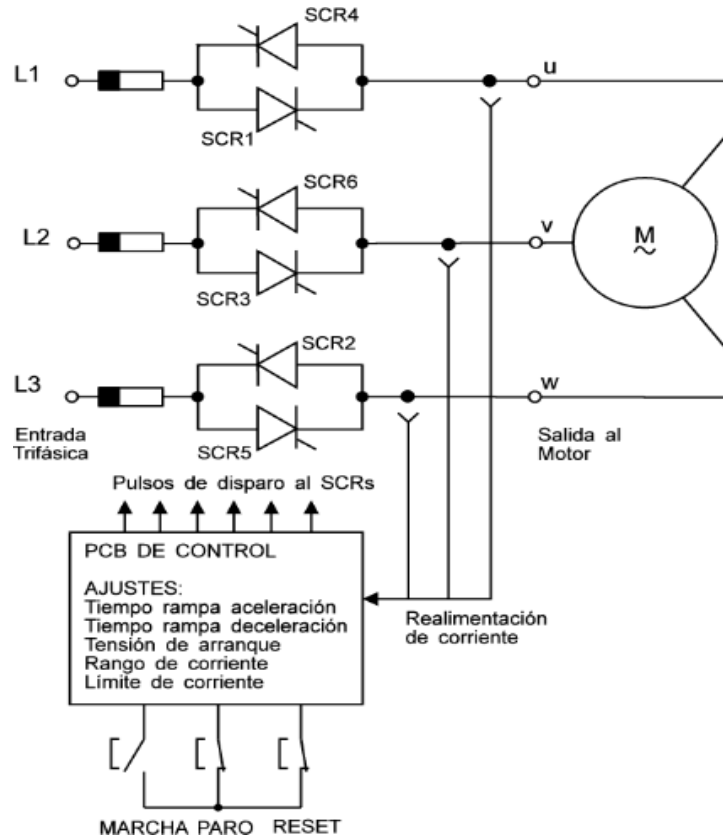 SCR4
L1
u
SCR1
SCR6
L2
v
M
~
SCR3
SCR2
L3
w
Entrada
Trifásica
SCR5
Salida al
Motor
Pulsos de disparo al SCRs
PCB DE CONTROL
AJUSTES:
Tiempo rampa aceleración
Tiempo rampa deceleración
Tensión de arranque
Rango de corriente
Límite de corriente
Realimentación
de corriente
MARCHA PARO RESET